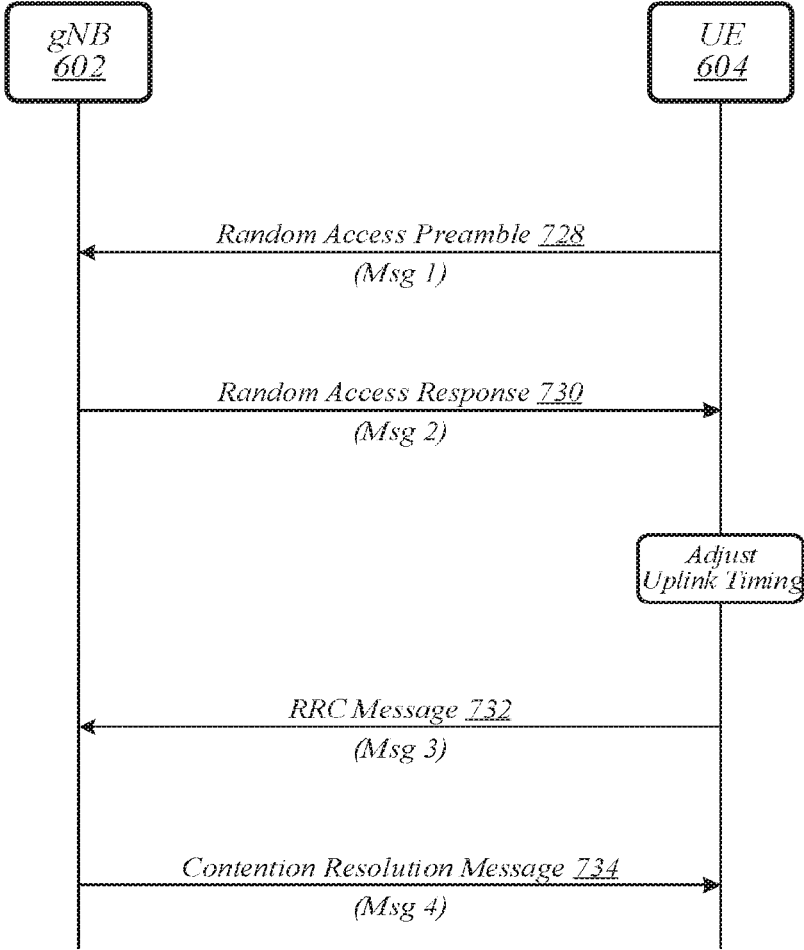 gNB
602
UE
604
Random Access Preamble 728
(Msg 1)
Random Access Response 730
(Msg 2)
Adjust
Uplink Timing
RRC Message 732
(Msg 3)
Contention Resolution Message 734
(Msg 4)